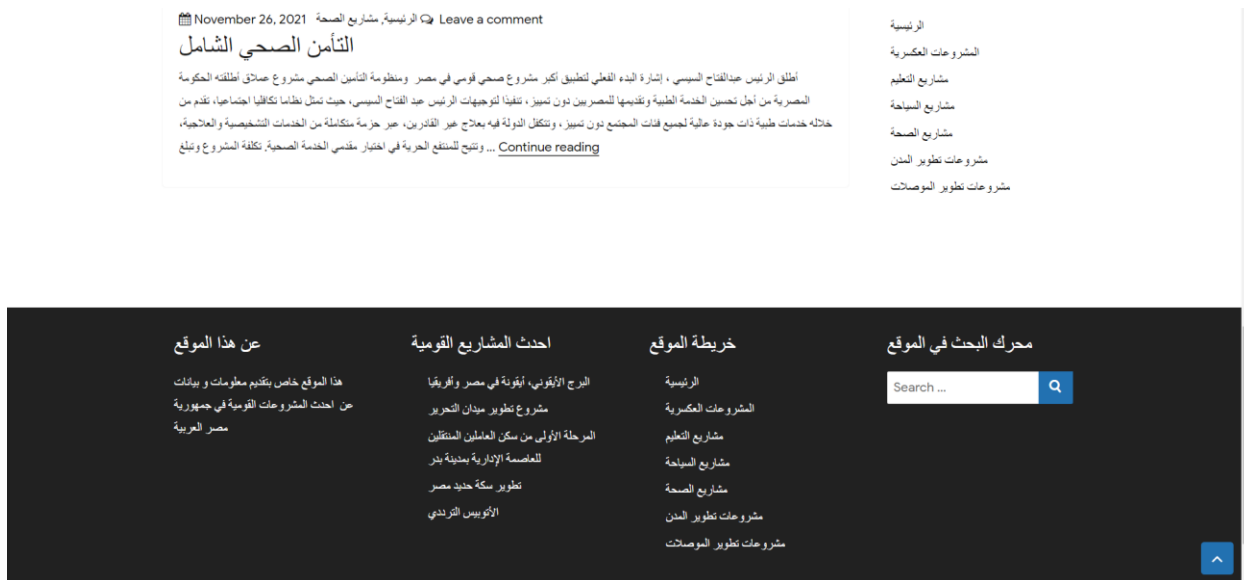 November 26, 2021 الرئيسية, مشاريع الصحة Leave a comment
التأمن الصحي الشامل
أطلق الرئيس عبدالفتاح السيسي ، إشارة البدء الفعلي لتطبيق أكبر مشروع صحي قومي في مصر ومنظومة التأمين الصحي مشروع عملاق أطلقته الحكومة
المصرية من أجل تحسين الخدمة الطبية وتقديمها للمصريين دون تمييز ، تنفيذا لتوجيهات الرئيس عبد الفتاح السيسى، حيث تمثل نظاما تكافليا اجتماعيا، تقدم من
خلاله خدمات طبية ذات جودة عالية لجميع فئات المجتمع دون تمييز ، وتتكفل الدولة فيه بعلاج غير القادرين، عبر حزمة متكاملة من الخدمات التشخيصية والعلاجية،
وتتيح للمنتفع الحرية في اختيار مقدمي الخدمة الصحية. تكلفة المشروع وتبلغ ... Continue reading
الرئيسية
المشروعات العكسرية
مشاريع التعليم
مشاريع السياحة
مشاريع الصحة
مشروعات تطوير المدن
مشروعات تطوير الموصلات
محرك البحث في الموقع
Search ...
خريطة الموقع
الرئيسية
المشروعات العكسرية
مشاريع التعليم
مشاريع السياحة
مشاريع الصحة
مشروعات تطوير المدن
مشروعات تطوير الموصلات
احدث المشاريع القومية
البرج الأيقوني، أيقونة في مصر وأفريقيا
مشروع تطوير ميدان التحرير
المرحلة الأولى من سكن العاملين المنتقلين
للعاصمة الإدارية بمدينة بدر
تطوير سكة حديد مصر
الأتوبيس الترددي
عن هذا الموقع
هذا الموقع خاص بتقديم معلومات و بيانات
عن احدث المشروعات القومية في جمهورية
مصر العربية